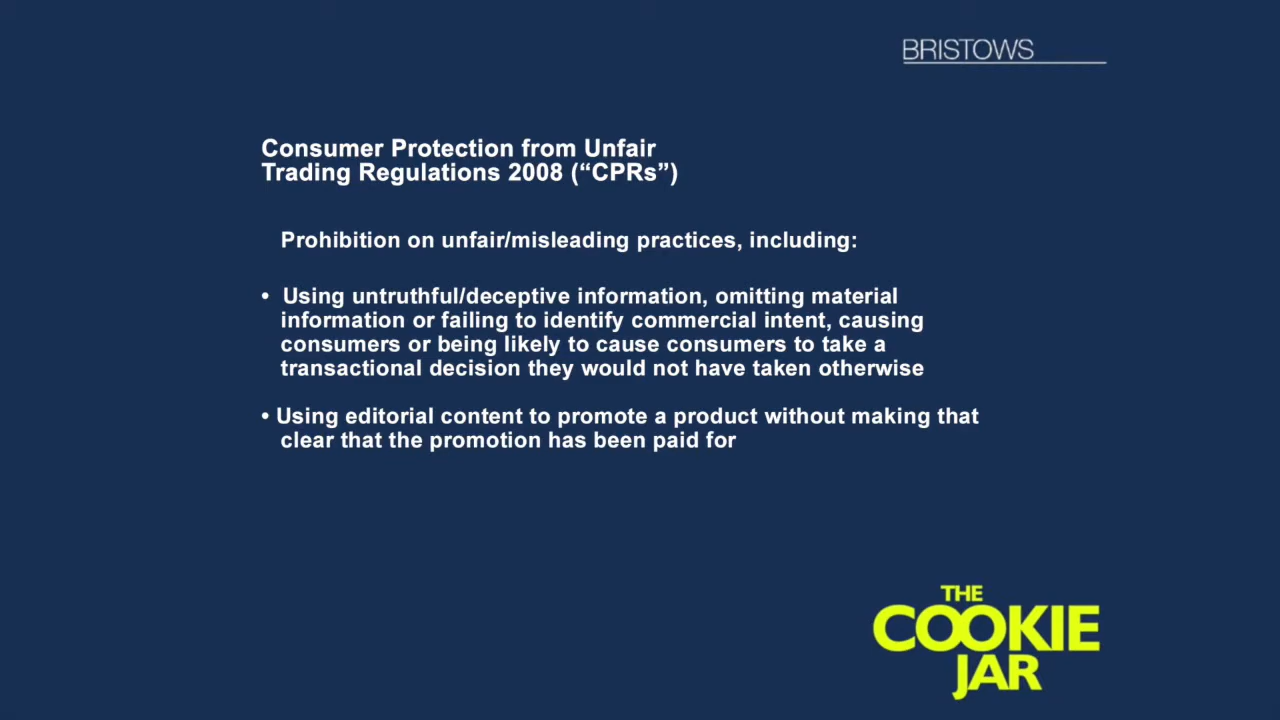 BRISTOWS
Consumer Protection from Unfair
Trading Regulations 2008 (“CPRs”)
Prohibition on unfair/misleading practices, including:
• Using untruthful/deceptive information, omitting material
information or failing to identify commercial intent, causing
consumers or being likely to cause consumers to take a
transactional decision they would not have taken otherwise
• Using editorial content to promote a product without making that
clear that the promotion has been paid for
THE
COOKIE
JAR